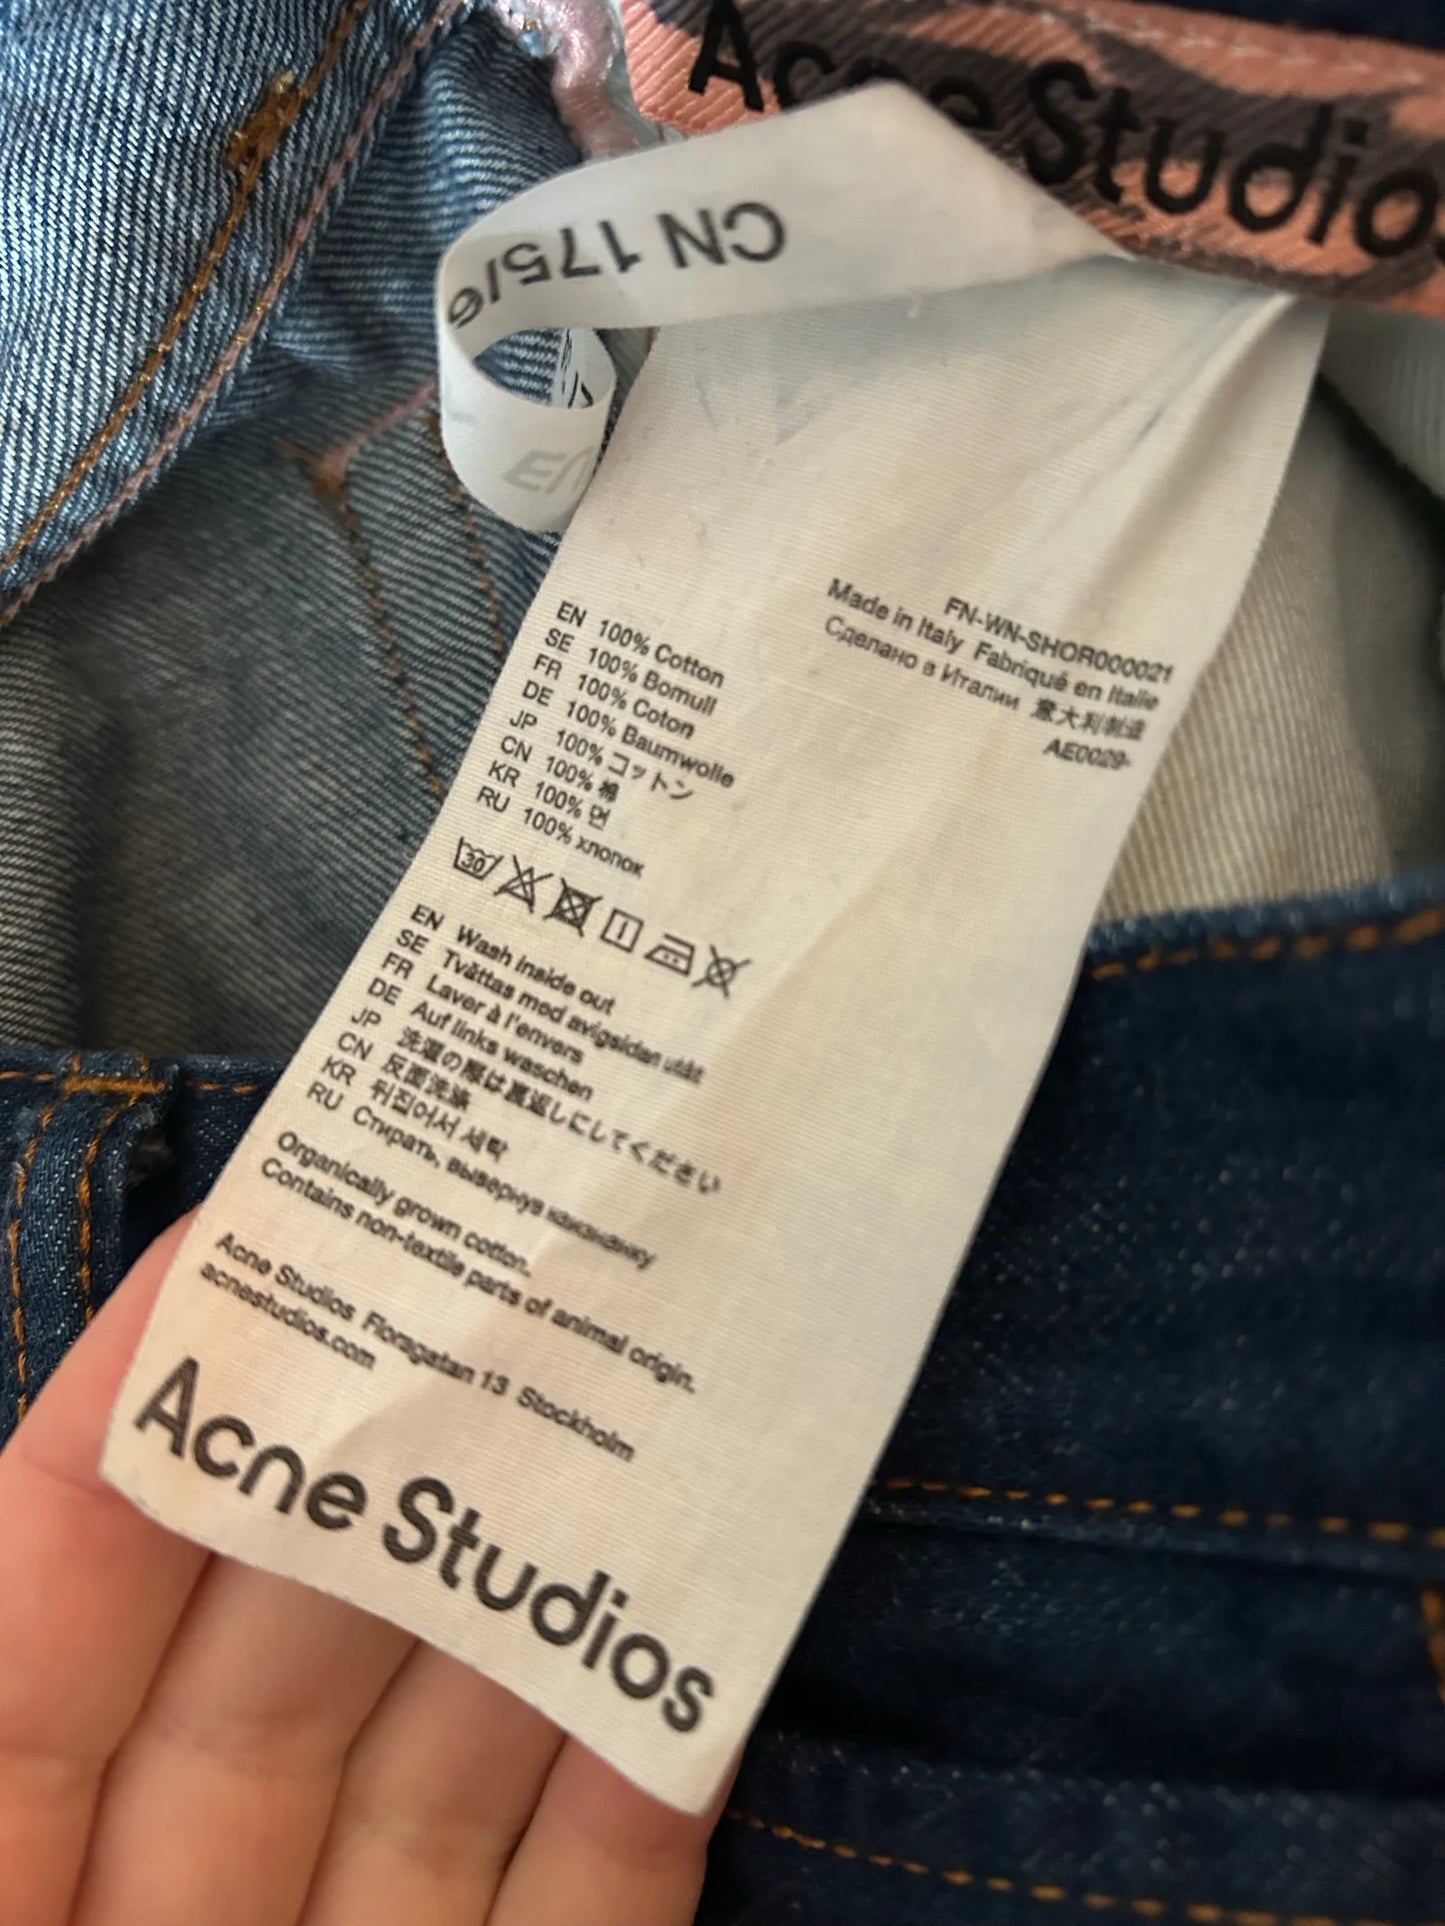 Acne Studios
CN 175/6
FN-WN-SHOR000021
Made in Italy Fabriqué en Italie
Сделано в Италии 意大利制造
AE0029-
EN 100% Cotton
SE 100% Bomull
FR 100% Coton
DE 100% Baumwolle
JP 100% コットン
CN 100% 棉
KR 100% 면
RU 100% хлопок
30
EN Wash inside out
SE Tvättas med avigsidan utåt
FR Laver à l'envers
DE Auf links waschen
JP 洗濯の際は裏返しにしてください
CN 反面洗滌
KR 뒤집어서 세탁
RU Стирать, вывернув наизнанку
Organically grown cotton.
Contains non-textile parts of animal origin.
Acne Studios Floragatan 13 Stockholm
acnestudios.com
Acne Studios